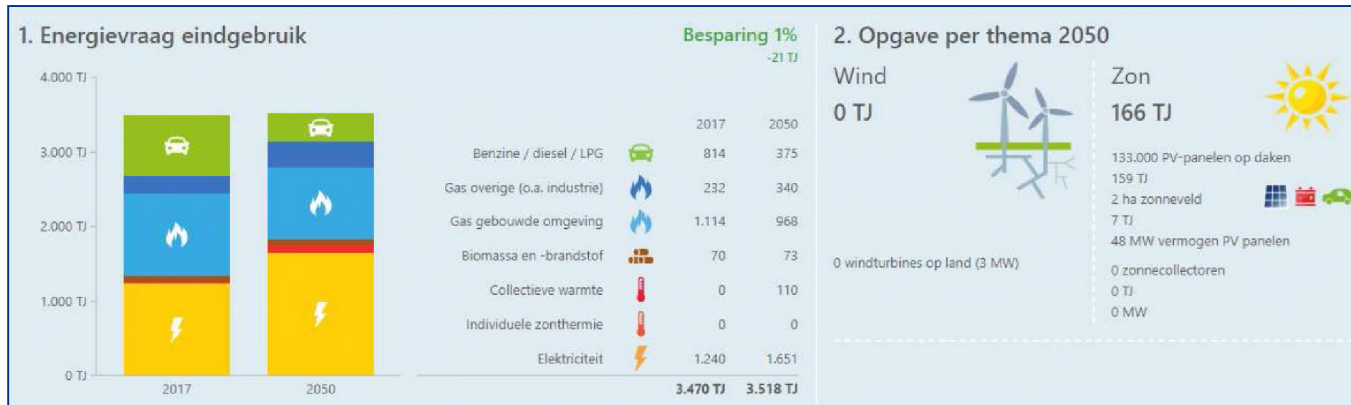 1. Energievraag eindgebruik
Besparing 1%
-21 TJ
4.000 TJ
3.000 TJ
2.000 TJ
1.000 TJ
0 TJ
2017
2050
2017 2050
Benzine / diesel / LPG 814 375
Gas overige (o.a. industrie) 232 340
Gas gebouwde omgeving 1.114 968
Biomassa en -brandstof 70 73
Collectieve warmte 0 110
Individuele zonthermie 0 0
Elektriciteit 1.240 1.651
3.470 TJ 3.518 TJ
2. Opgave per thema 2050
Wind
0 TJ
0 windturbines op land (3 MW)
Zon
166 TJ
133.000 PV-panelen op daken
159 TJ
2 ha zonneveld
7 TJ
48 MW vermogen PV panelen
0 zonnecollectoren
0 TJ
0 MW